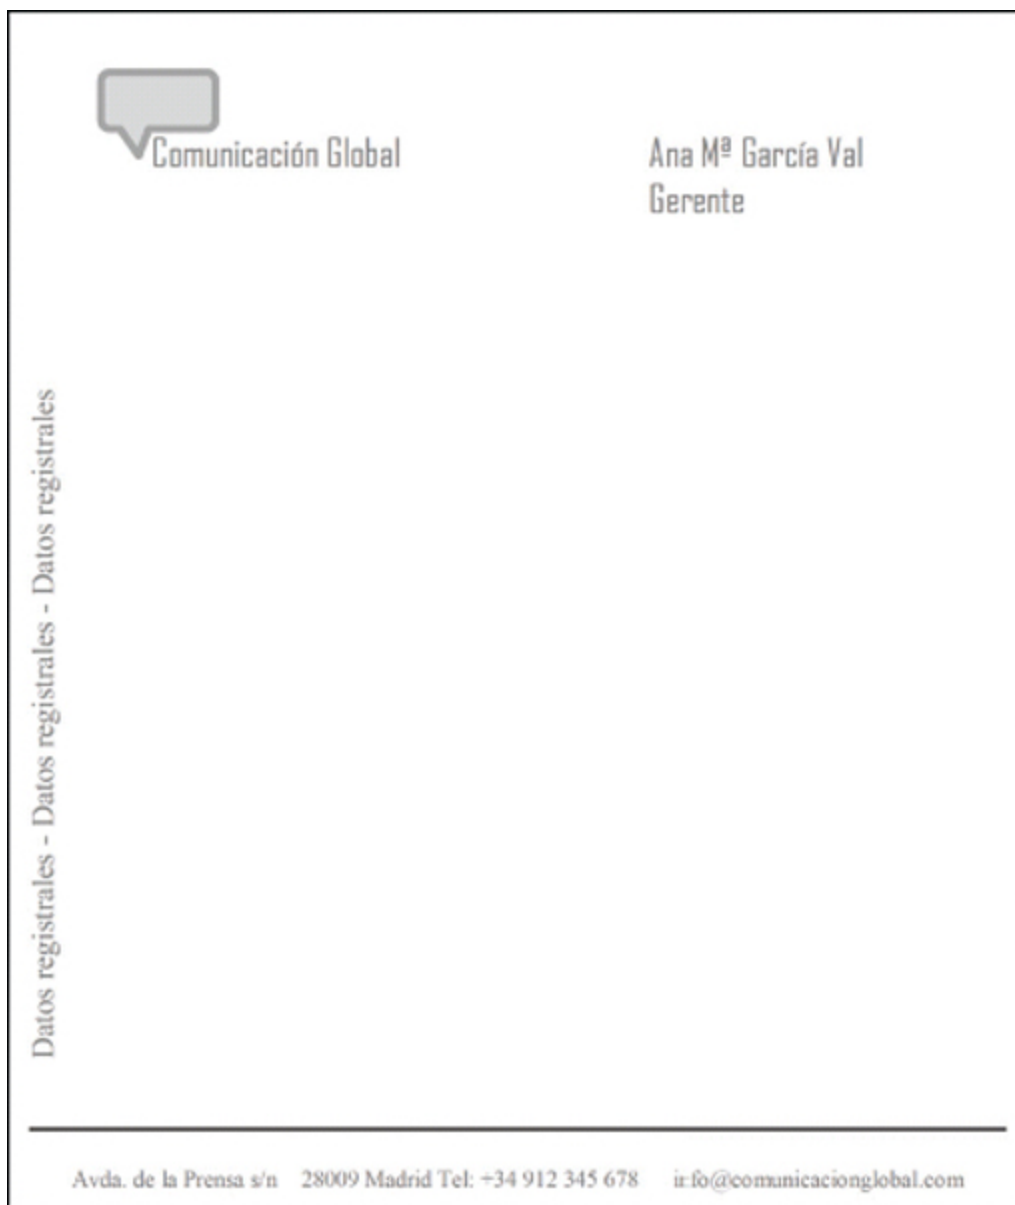 Comunicación Global
Ana Mª García Val
Gerente
Datos registrales - Datos registrales - Datos registrales
Avda. de la Prensa s/n 28009 Madrid Tel: +34 912 345 678 info@comunicacionglobal.com